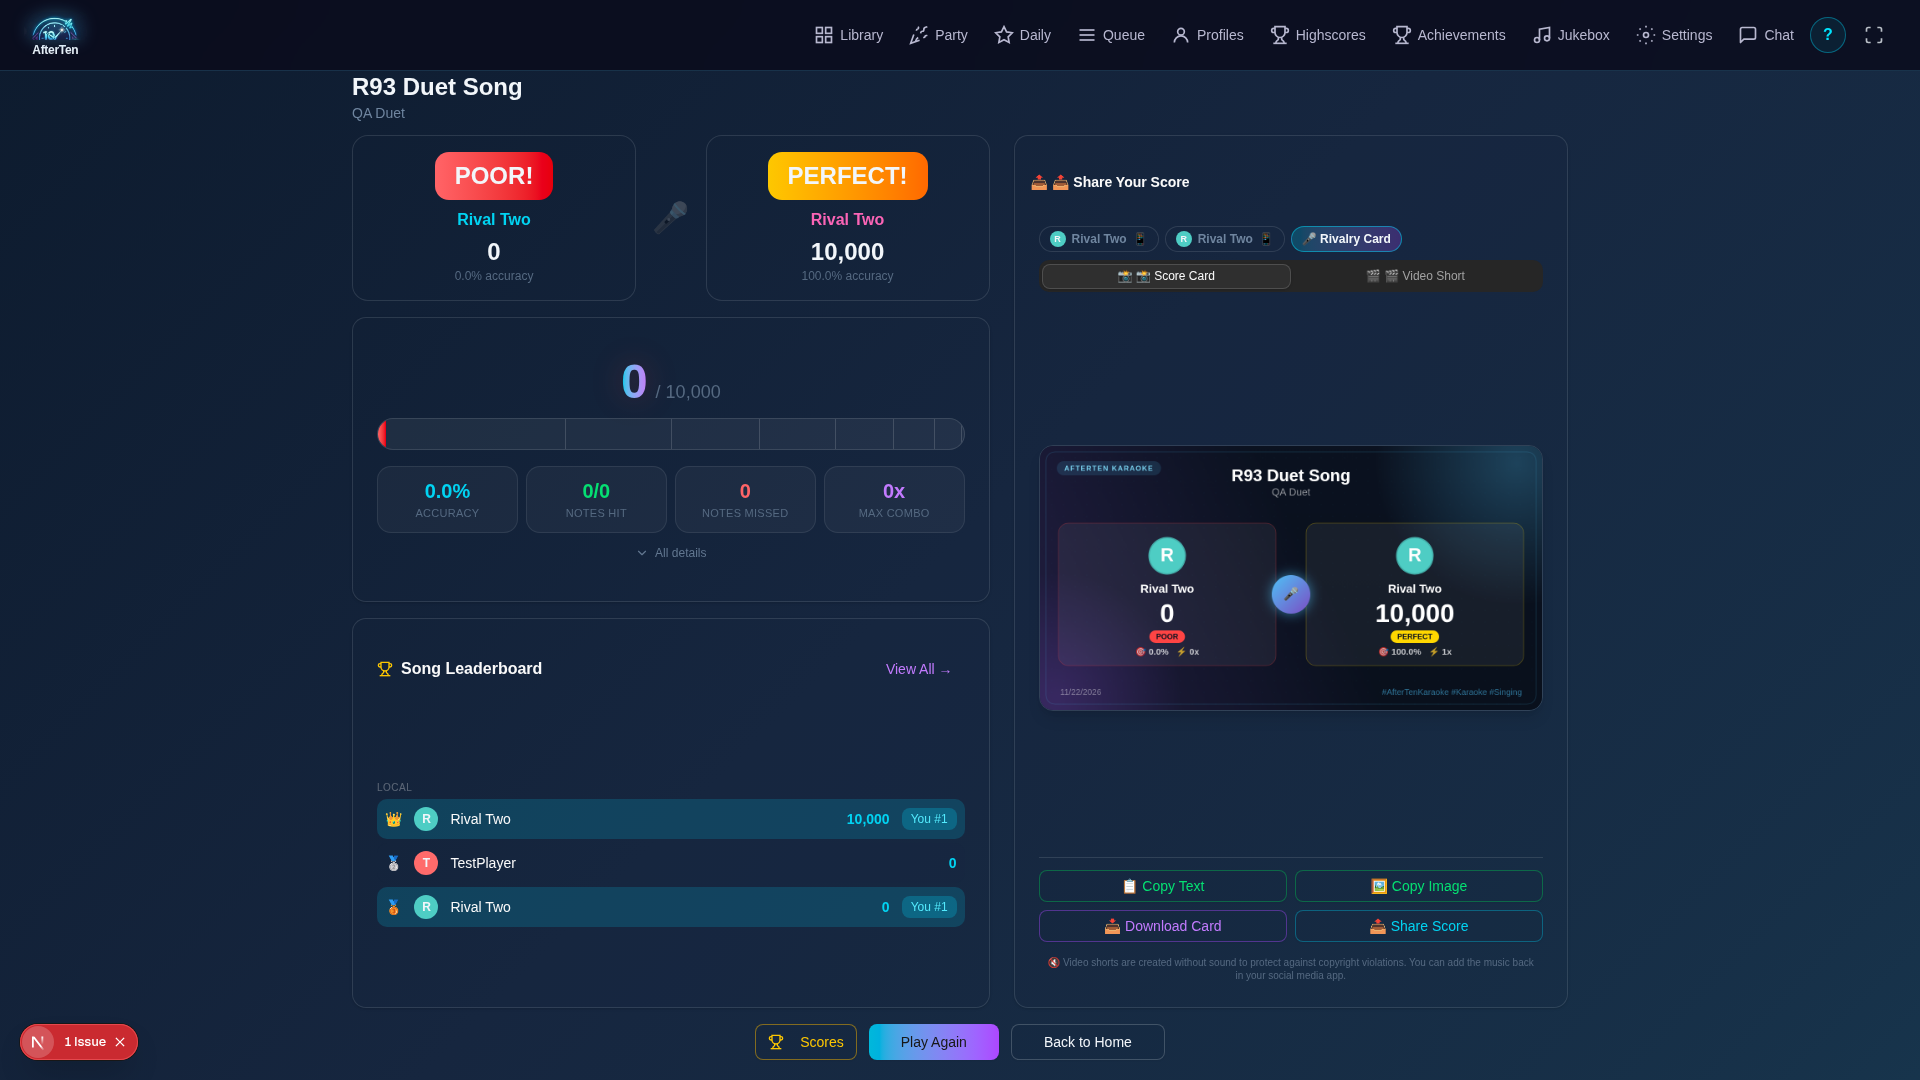 AfterTen
Library
Party
Daily
Queue
Profiles
Highscores
Achievements
Jukebox
Settings
Chat
?
R93 Duet Song
QA Duet
POOR!
Rival Two
0
0.0% accuracy
🎤
PERFECT!
Rival Two
10,000
100.0% accuracy
0 / 10,000
0.0%
ACCURACY
0/0
NOTES HIT
0
NOTES MISSED
0x
MAX COMBO
All details
Song Leaderboard
View All →
LOCAL
👑 R Rival Two 10,000 You #1
🥈 T TestPlayer 0
🥉 R Rival Two 0 You #1
📤 📤 Share Your Score
R Rival Two 📱
R Rival Two 📱
🎤 Rivalry Card
📸 📸 Score Card
🎬 🎬 Video Short
AFTERTEN KARAOKE
R93 Duet Song
QA Duet
R
Rival Two
0
POOR
🎯 0.0% ⚡ 0x
🎤
R
Rival Two
10,000
PERFECT
🎯 100.0% ⚡ 1x
11/22/2026
#AfterTenKaraoke #Karaoke #Singing
📋 Copy Text
🖼️ Copy Image
📤 Download Card
📤 Share Score
🔇 Video shorts are created without sound to protect against copyright violations. You can add the music back
in your social media app.
N 1 Issue
Scores
Play Again
Back to Home